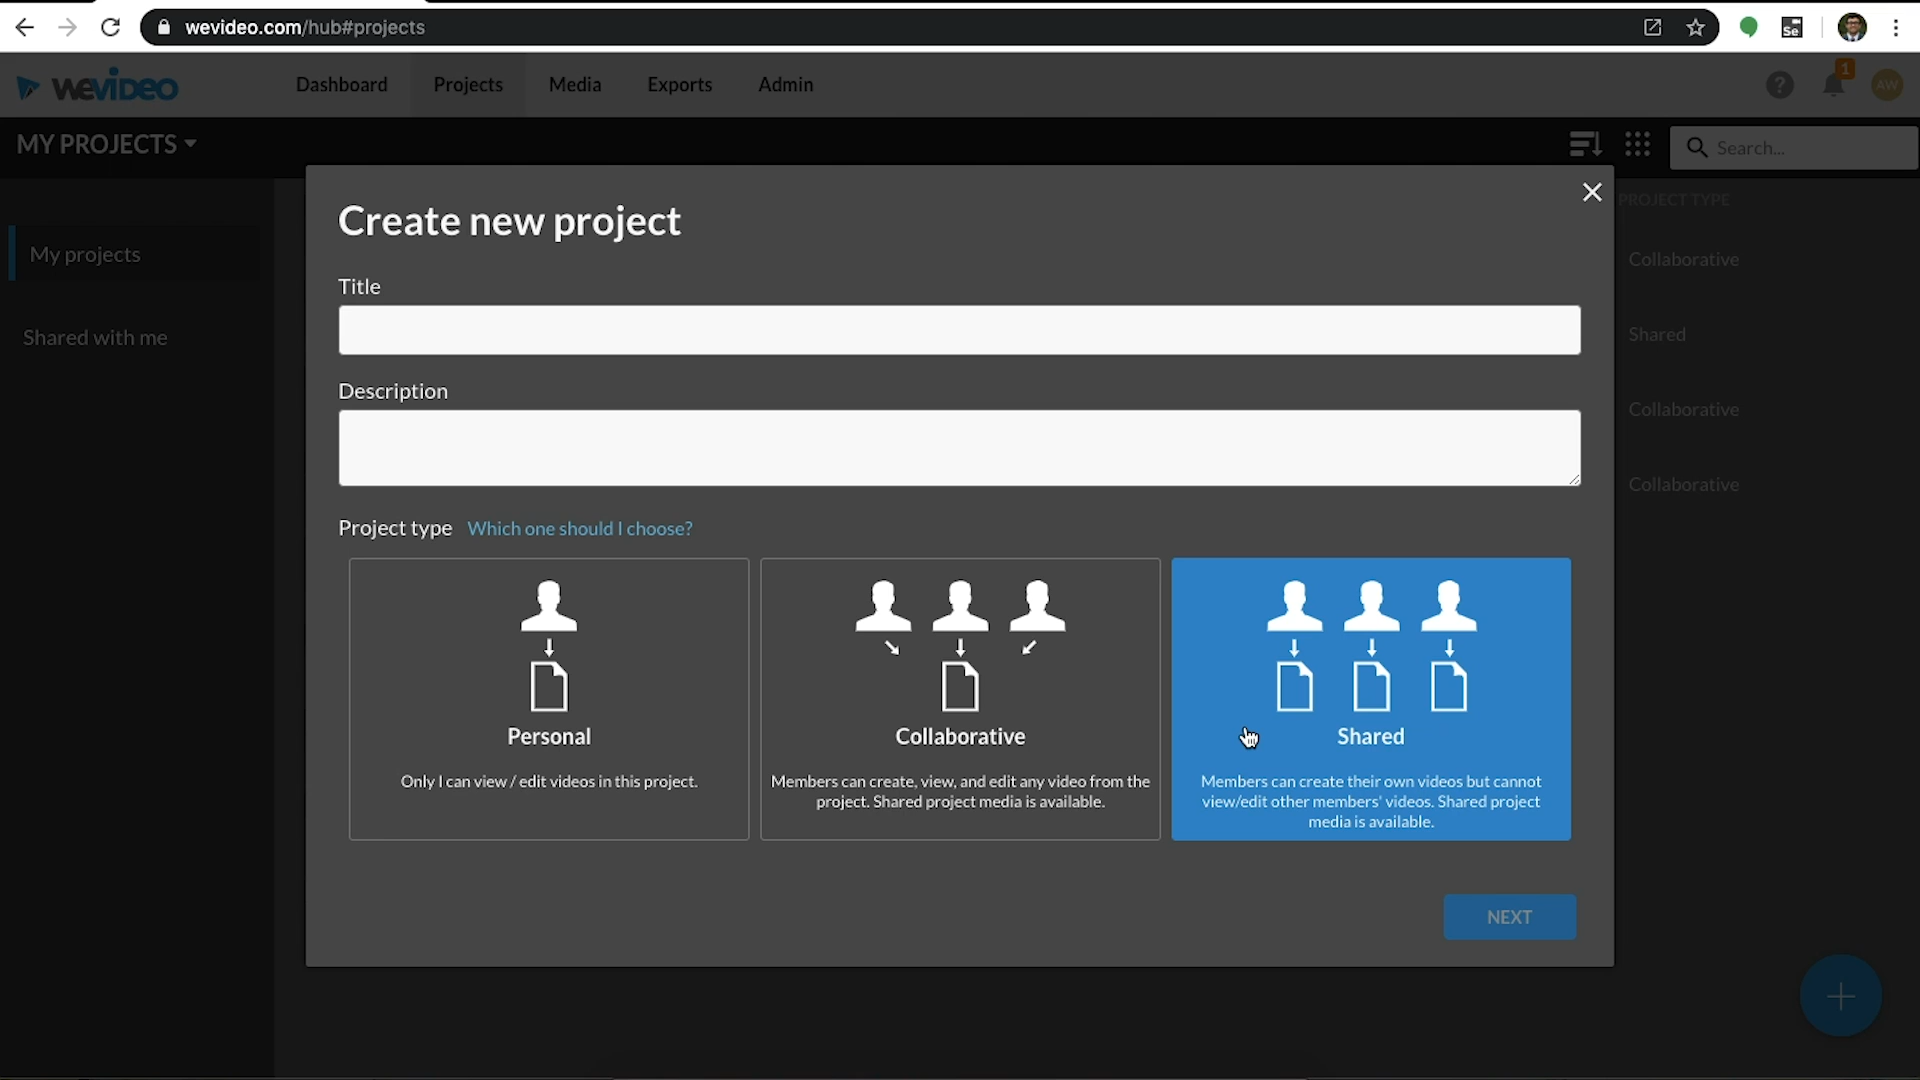 wevideo.com/hub#projects
Se
WEVIDEO
Dashboard
Projects
Media
Exports
Admin
?
1
AW
MY PROJECTS
Search...
PROJECT TYPE
My projects
Shared with me
Collaborative
Shared
Collaborative
Collaborative
Create new project
Title
Description
Project type Which one should I choose?
Personal
Only I can view / edit videos in this project.
Collaborative
Members can create, view, and edit any video from the
project. Shared project media is available.
Shared
Members can create their own videos but cannot
view/edit other members' videos. Shared project
media is available.
NEXT